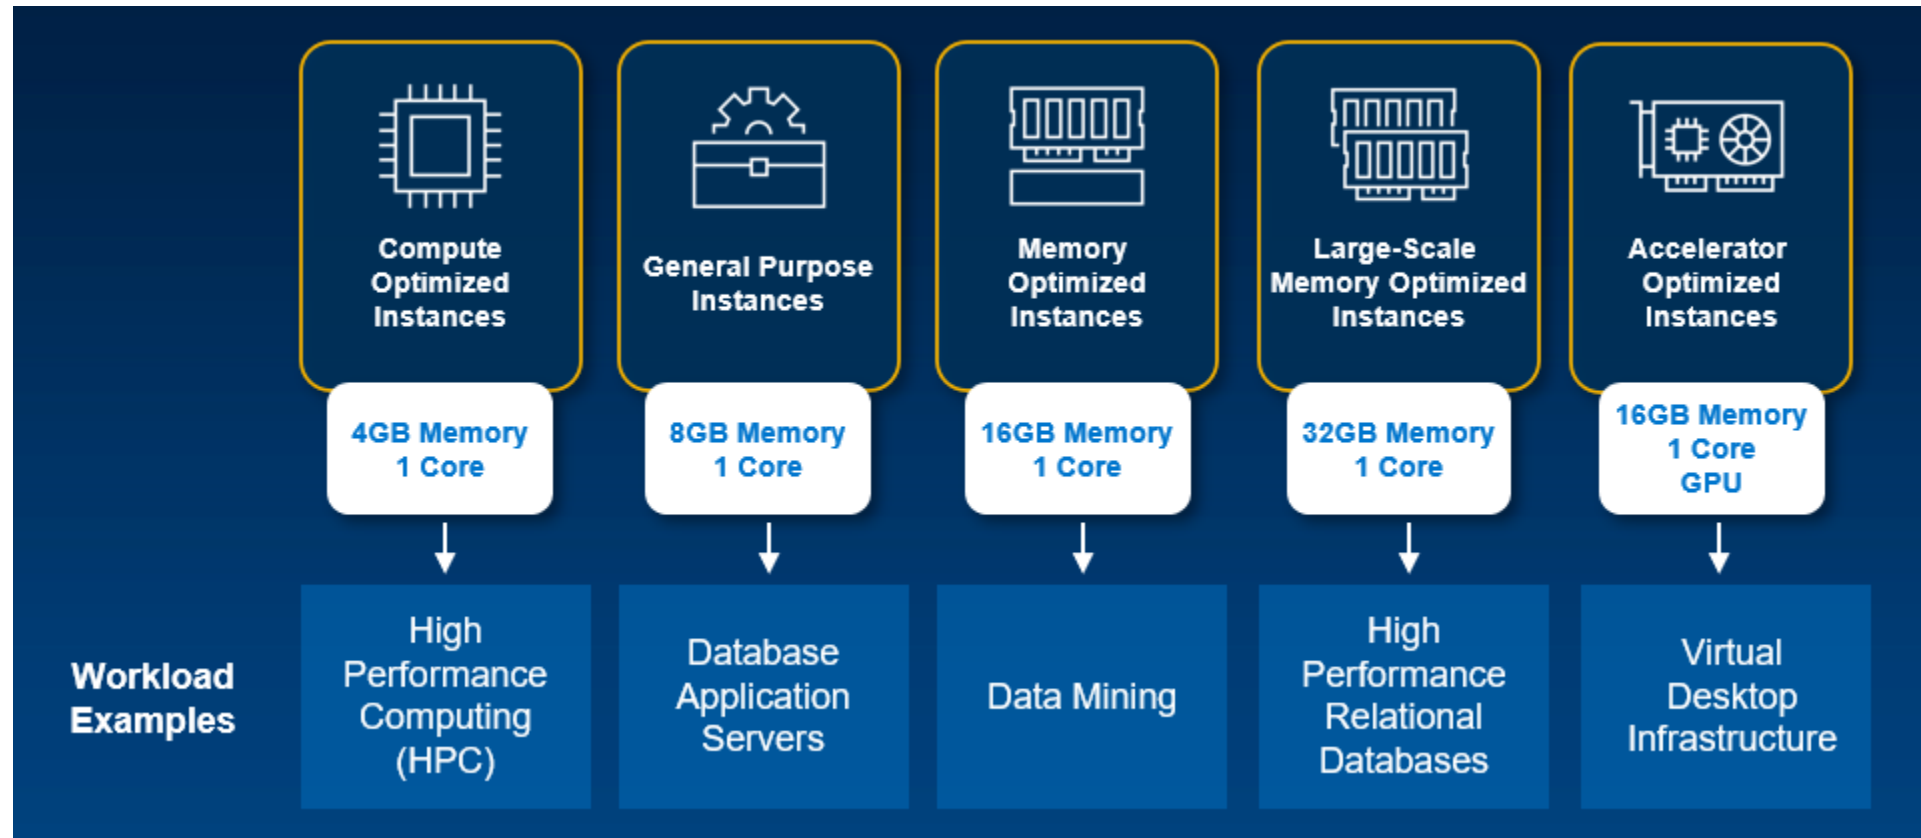 Compute
Optimized
Instances
General Purpose
Instances
Memory
Optimized
Instances
Large-Scale
Memory Optimized
Instances
Accelerator
Optimized
Instances
4GB Memory
1 Core
8GB Memory
1 Core
16GB Memory
1 Core
32GB Memory
1 Core
16GB Memory
1 Core
GPU
Workload
Examples
High
Performance
Computing
(HPC)
Database
Application
Servers
Data Mining
High
Performance
Relational
Databases
Virtual
Desktop
Infrastructure